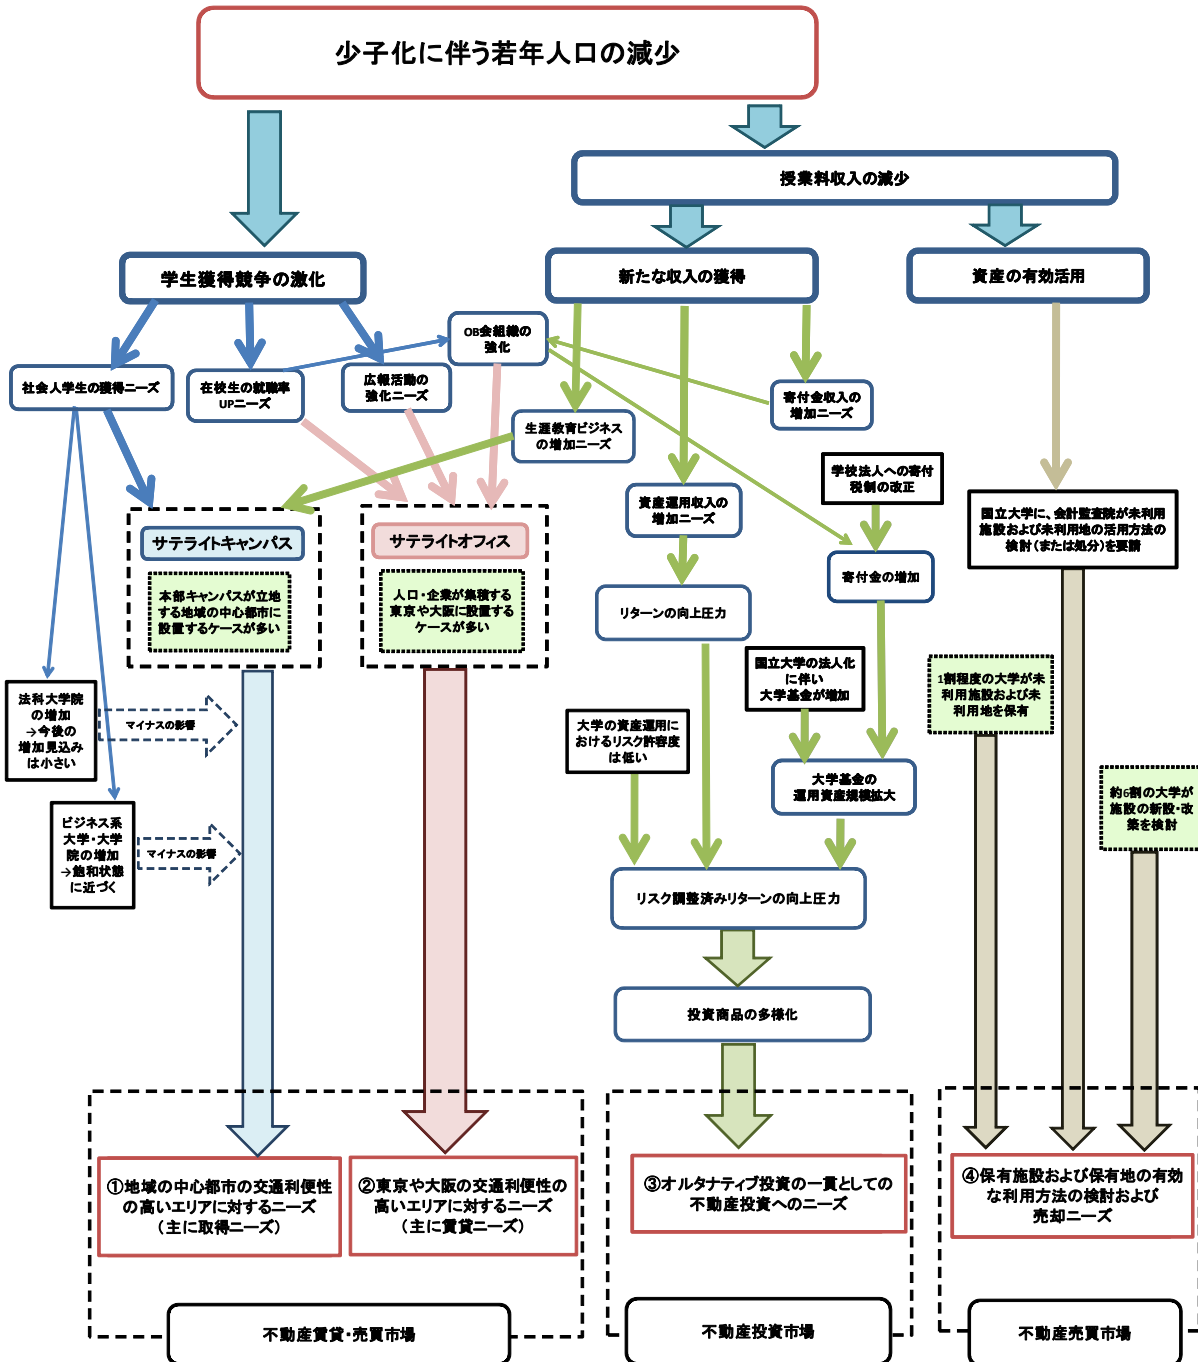 少子化に伴う若年人口の減少
授業料収入の減少
学生獲得競争の激化
新たな収入の獲得
資産の有効活用
OB会組織の
強化
社会人学生の獲得ニーズ
在校生の就職率
UPニーズ
広報活動の
強化ニーズ
寄付金収入の
増加ニーズ
生涯教育ビジネス
の増加ニーズ
学校法人への寄付
税制の改正
資産運用収入の
増加ニーズ
国立大学に、会計監査院が未利用
施設および未利用地の活用方法の
検討（または処分）を要請
サテライトキャンパス
サテライトオフィス
寄付金の増加
本部キャンパスが立地
する地域の中心都市に
設置するケースが多い
人口・企業が集積する
東京や大阪に設置する
ケースが多い
リターンの向上圧力
国立大学の法人化
に伴い
大学基金が増加
1割程度の大学が未
利用施設および未
利用地を保有
法科大学院
の増加
→今後の
増加見込み
は小さい
マイナスの影響
大学の資産運用に
おけるリスク許容度
は低い
大学基金の
運用資産規模拡大
約6割の大学が
施設の新設・改
築を検討
ビジネス系
大学・大学
院の増加
→飽和状態
に近づく
マイナスの影響
リスク調整済みリターンの向上圧力
投資商品の多様化
①地域の中心都市の交通利便性
の高いエリアに対するニーズ
（主に取得ニーズ）
②東京や大阪の交通利便性の
高いエリアに対するニーズ
（主に賃貸ニーズ）
③オルタナティブ投資の一貫としての
不動産投資へのニーズ
④保有施設および保有地の有効
な利用方法の検討および
売却ニーズ
不動産賃貸・売買市場
不動産投資市場
不動産売買市場